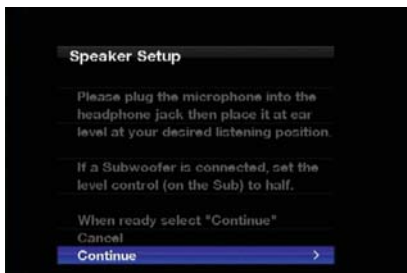 Speaker Setup
Please plug the microphone into the
headphone jack then place it at ear
level at your desired listening position.
If a Subwoofer is connected, set the
level control (on the Sub) to half.
When ready select "Continue"
Cancel
Continue >